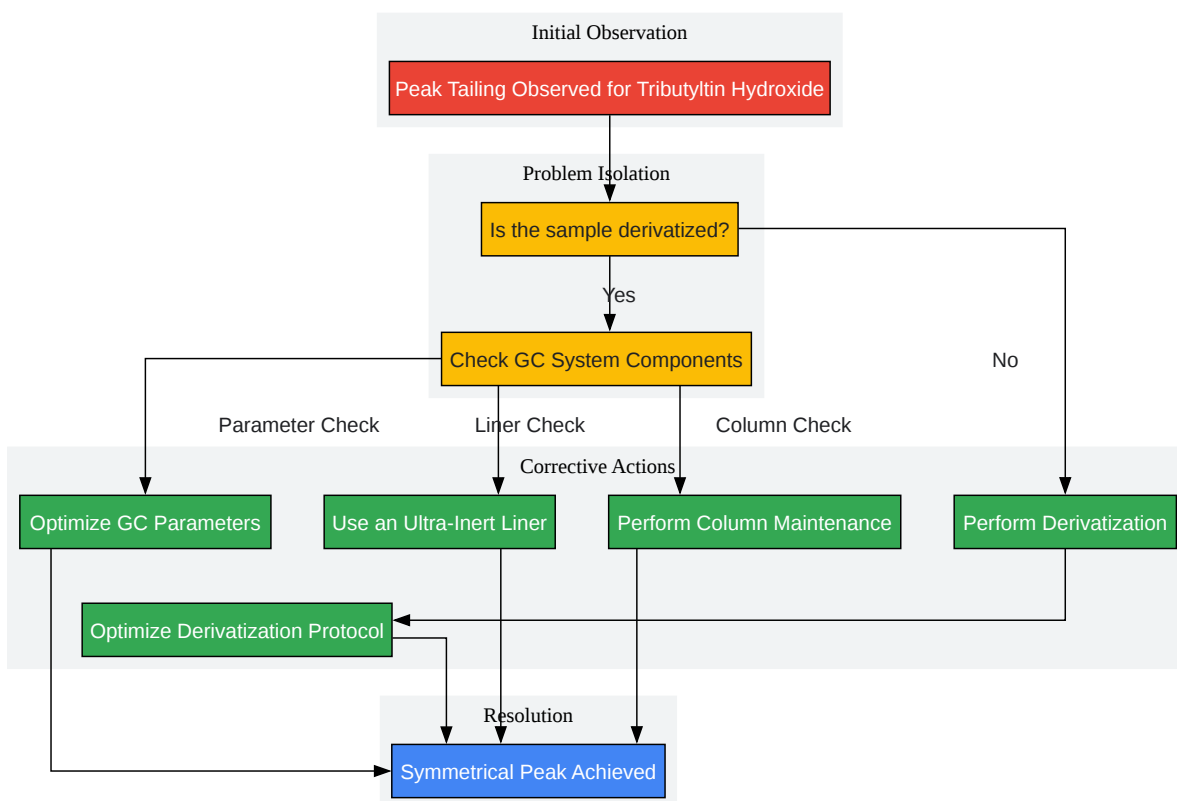 Initial Observation
Peak Tailing Observed for Tributyltin Hydroxide
Problem Isolation
Is the sample derivatized?
Yes
Check GC System Components
No
Parameter Check
Liner Check
Column Check
Corrective Actions
Optimize GC Parameters
Use an Ultra-Inert Liner
Perform Column Maintenance
Perform Derivatization
Optimize Derivatization Protocol
Resolution
Symmetrical Peak Achieved